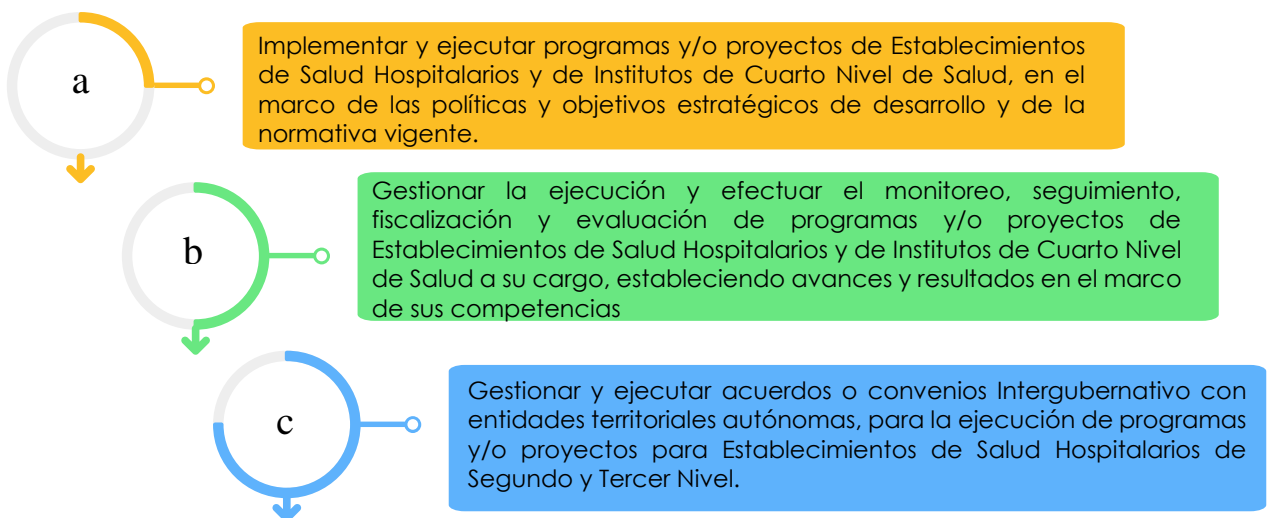 a
Implementar y ejecutar programas y/o proyectos de Establecimientos
de Salud Hospitalarios y de Institutos de Cuarto Nivel de Salud, en el
marco de las políticas y objetivos estratégicos de desarrollo y de la
normativa vigente.
b
Gestionar la ejecución y efectuar el monitoreo, seguimiento,
fiscalización y evaluación de programas y/o proyectos de
Establecimientos de Salud Hospitalarios y de Institutos de Cuarto Nivel
de Salud a su cargo, estableciendo avances y resultados en el marco
de sus competencias
c
Gestionar y ejecutar acuerdos o convenios Intergubernativo con
entidades territoriales autónomas, para la ejecución de programas
y/o proyectos para Establecimientos de Salud Hospitalarios de
Segundo y Tercer Nivel.